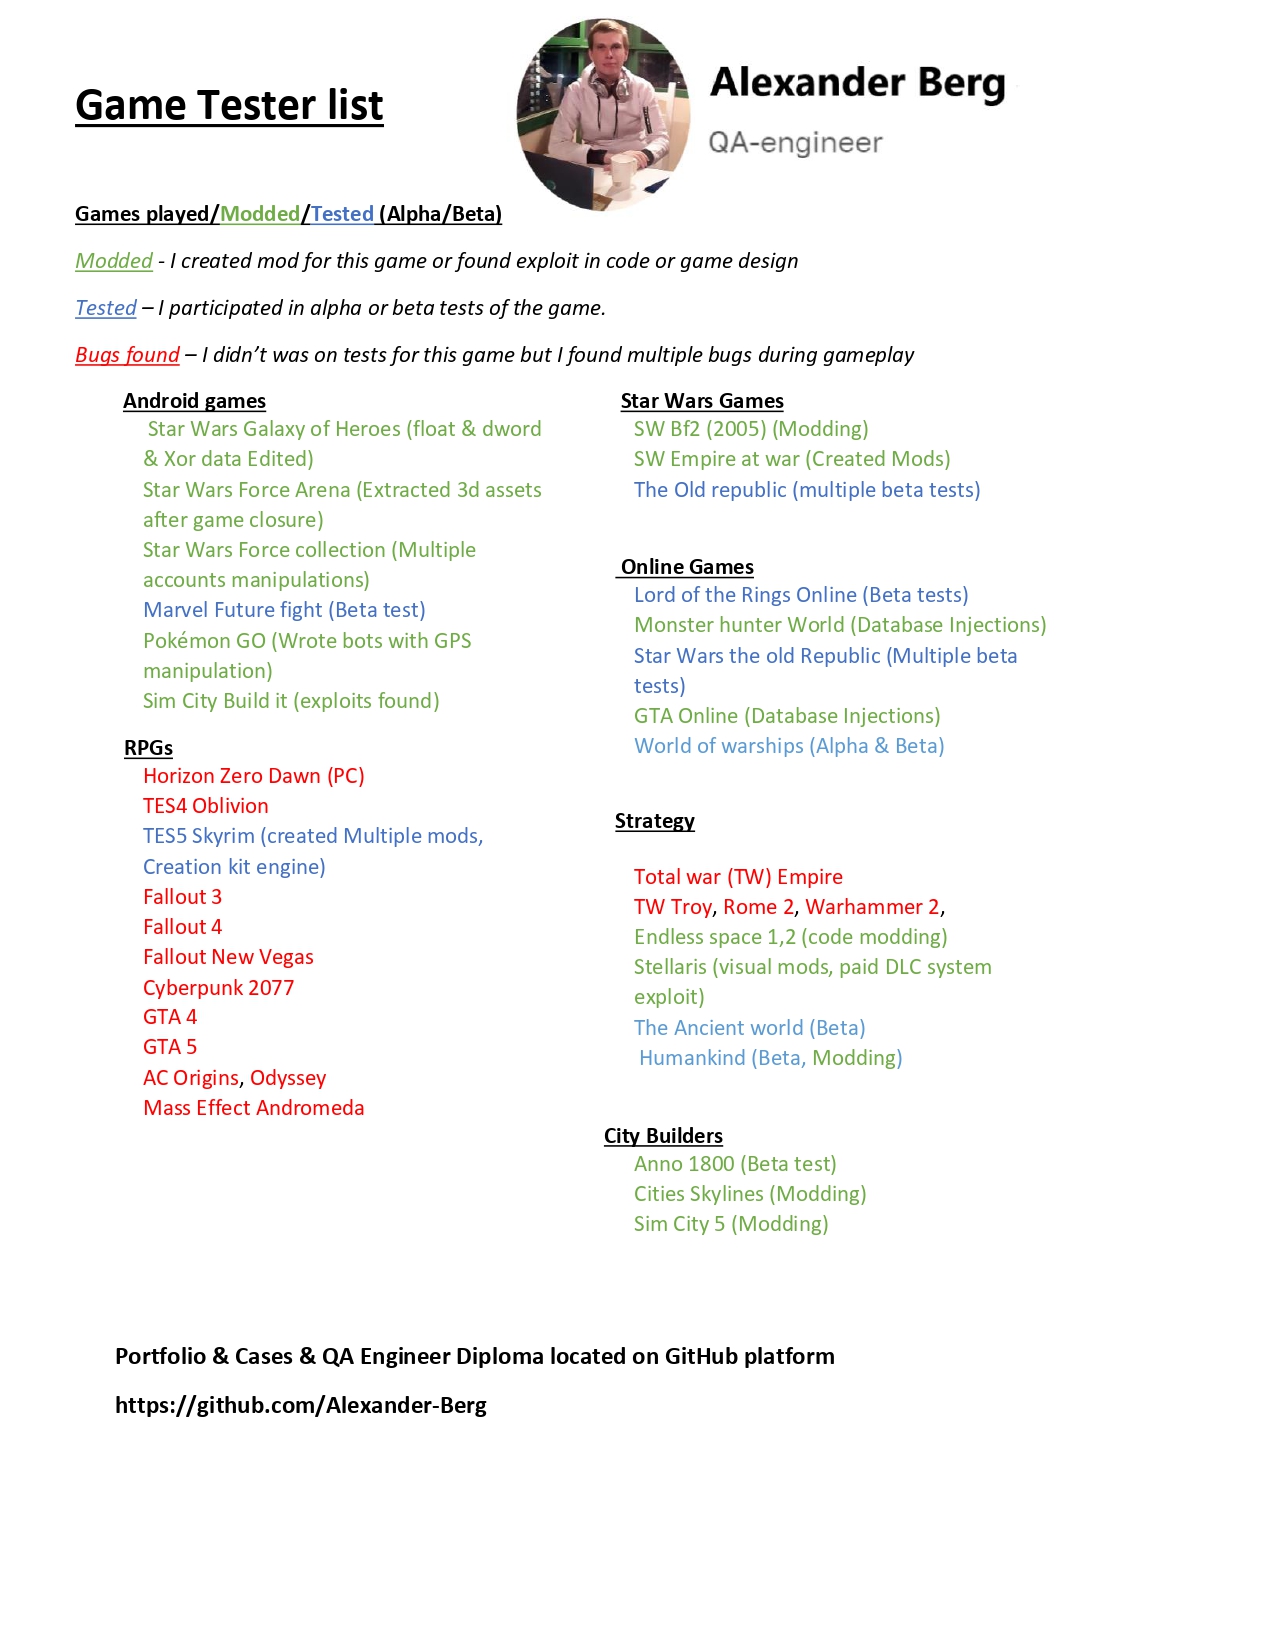 Game Tester list
Alexander Berg
QA-engineer
Games played/Modded/Tested (Alpha/Beta)
Modded - I created mod for this game or found exploit in code or game design
Tested – I participated in alpha or beta tests of the game.
Bugs found – I didn’t was on tests for this game but I found multiple bugs during gameplay
Android games
Star Wars Galaxy of Heroes (float & dword
& Xor data Edited)
Star Wars Force Arena (Extracted 3d assets
after game closure)
Star Wars Force collection (Multiple
accounts manipulations)
Marvel Future fight (Beta test)
Pokémon GO (Wrote bots with GPS
manipulation)
Sim City Build it (exploits found)
RPGs
Horizon Zero Dawn (PC)
TES4 Oblivion
TES5 Skyrim (created Multiple mods,
Creation kit engine)
Fallout 3
Fallout 4
Fallout New Vegas
Cyberpunk 2077
GTA 4
GTA 5
AC Origins, Odyssey
Mass Effect Andromeda
Star Wars Games
SW Bf2 (2005) (Modding)
SW Empire at war (Created Mods)
The Old republic (multiple beta tests)
Online Games
Lord of the Rings Online (Beta tests)
Monster hunter World (Database Injections)
Star Wars the old Republic (Multiple beta
tests)
GTA Online (Database Injections)
World of warships (Alpha & Beta)
Strategy
Total war (TW) Empire
TW Troy, Rome 2, Warhammer 2,
Endless space 1,2 (code modding)
Stellaris (visual mods, paid DLC system
exploit)
The Ancient world (Beta)
Humankind (Beta, Modding)
City Builders
Anno 1800 (Beta test)
Cities Skylines (Modding)
Sim City 5 (Modding)
Portfolio & Cases & QA Engineer Diploma located on GitHub platform
https://github.com/Alexander-Berg